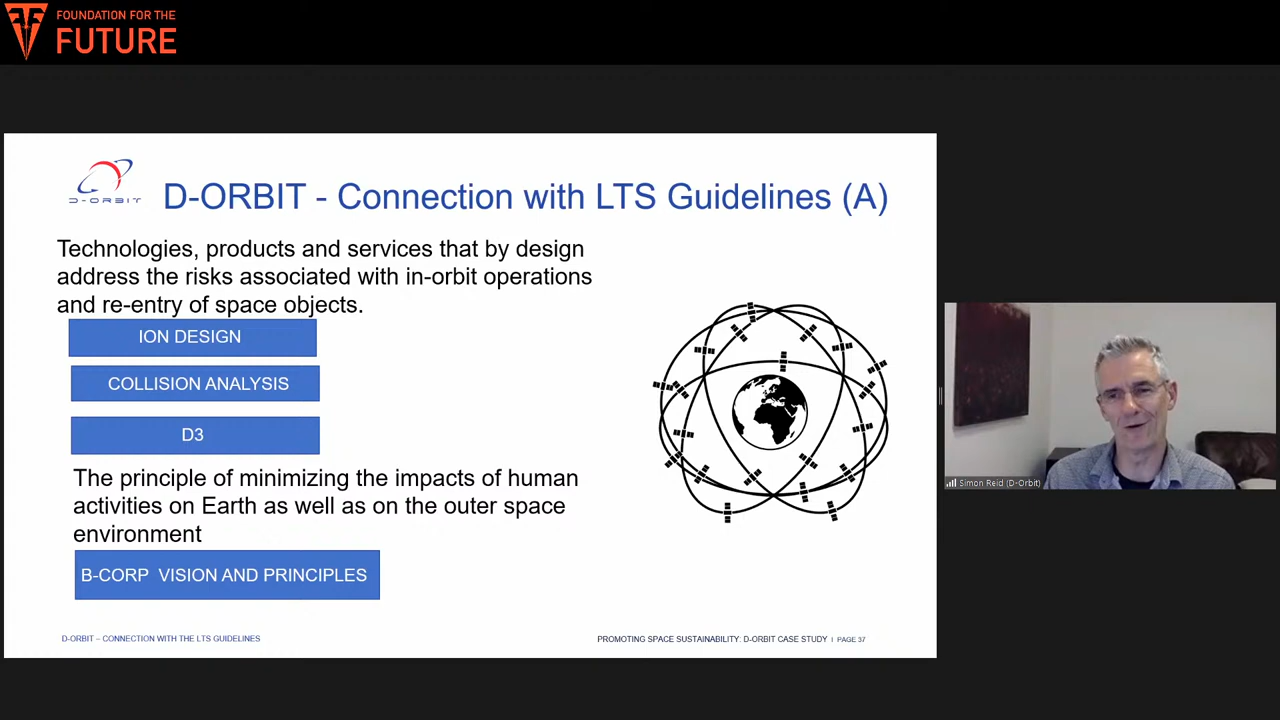 FOUNDATION FOR THE
FUTURE
D-ORBIT
D-ORBIT - Connection with LTS Guidelines (A)
Technologies, products and services that by design
address the risks associated with in-orbit operations
and re-entry of space objects.
ION DESIGN
COLLISION ANALYSIS
D3
The principle of minimizing the impacts of human
activities on Earth as well as on the outer space
environment
B-CORP  VISION AND PRINCIPLES
D-ORBIT – CONNECTION WITH THE LTS GUIDELINES
PROMOTING SPACE SUSTAINABILITY: D-ORBIT CASE STUDY I PAGE 37
Simon Reid (D-Orbit)